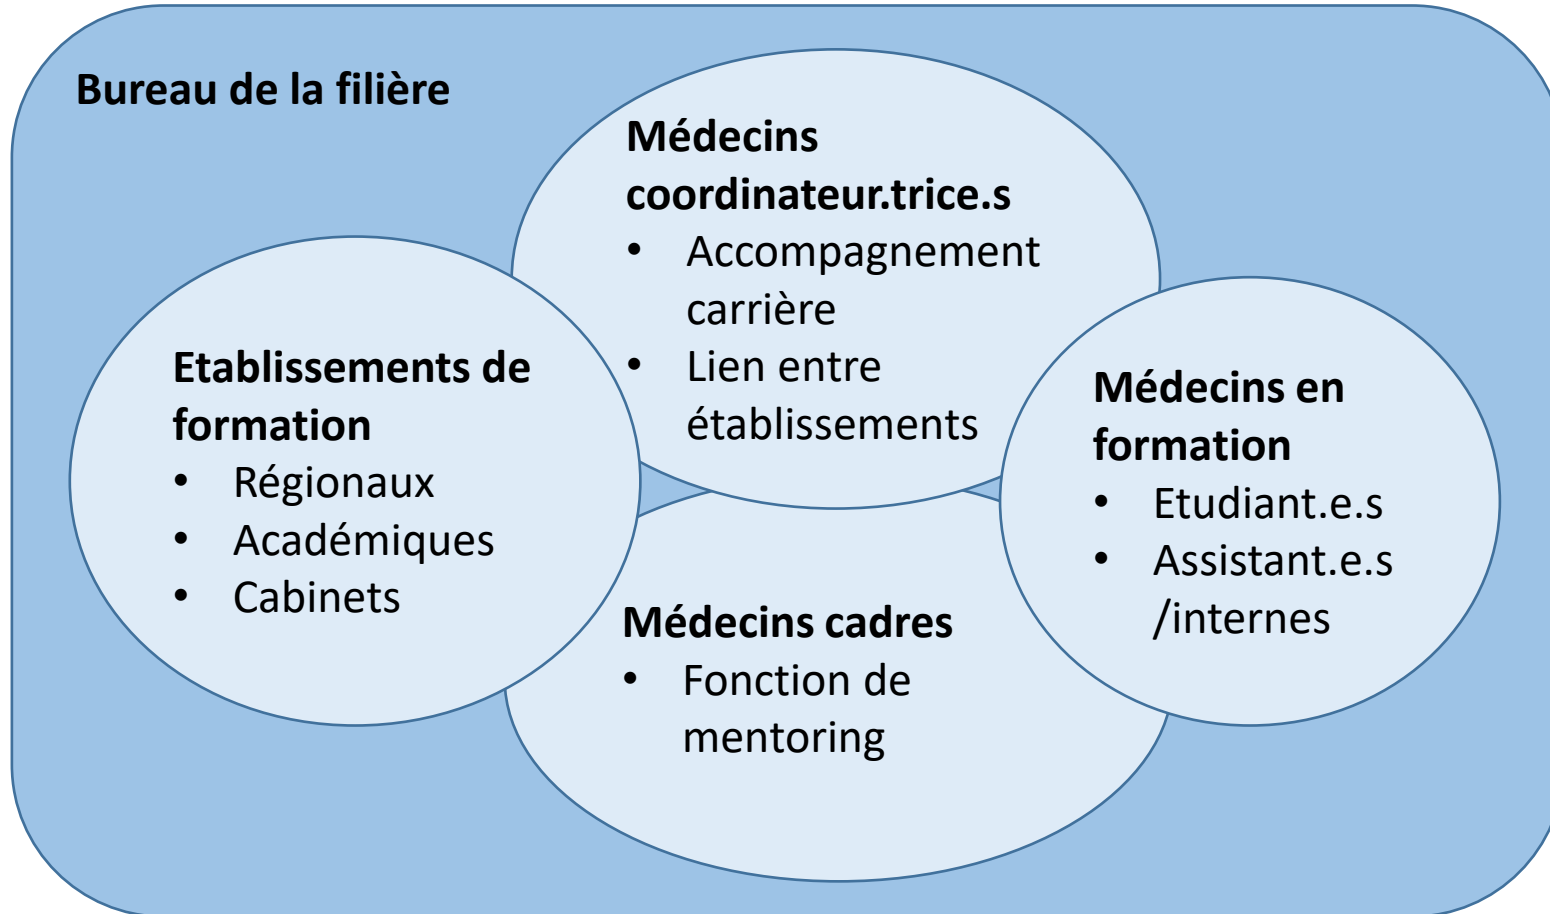 Bureau de la filière
Médecins
coordinateur.trice.s
• Accompagnement
carrière
• Lien entre
établissements
Etablissements de
formation
• Régionaux
• Académiques
• Cabinets
Médecins en
formation
• Etudiant.e.s
• Assistant.e.s
/internes
Médecins cadres
• Fonction de
mentoring